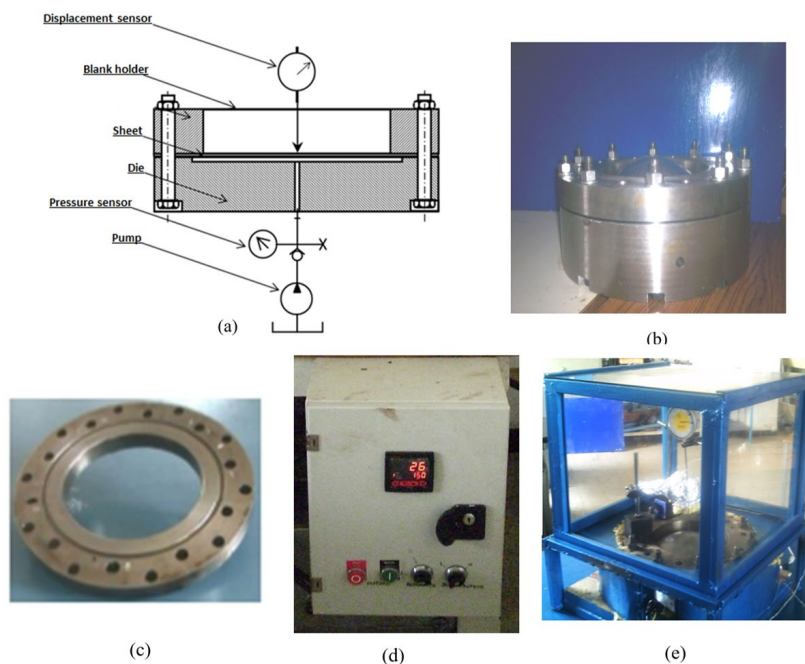 Displacement sensor
Blank holder
Sheet
Die
Pressure sensor
Pump
(a)
(b)
26
150
(c)
(d)
(e)